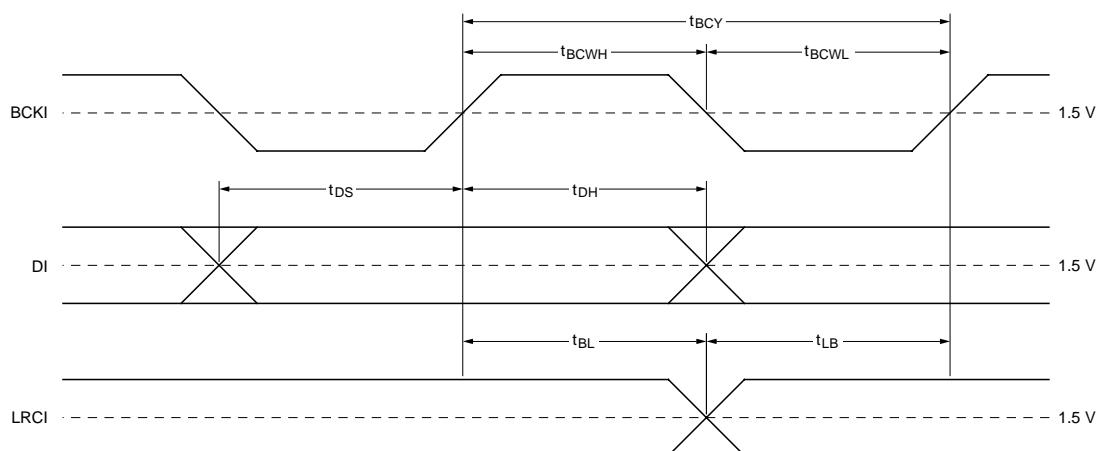 tBCY
tBCWH tBCWL
BCKI 1.5 V
tDS tDH
DI 1.5 V
tBL tLB
LRCI 1.5 V